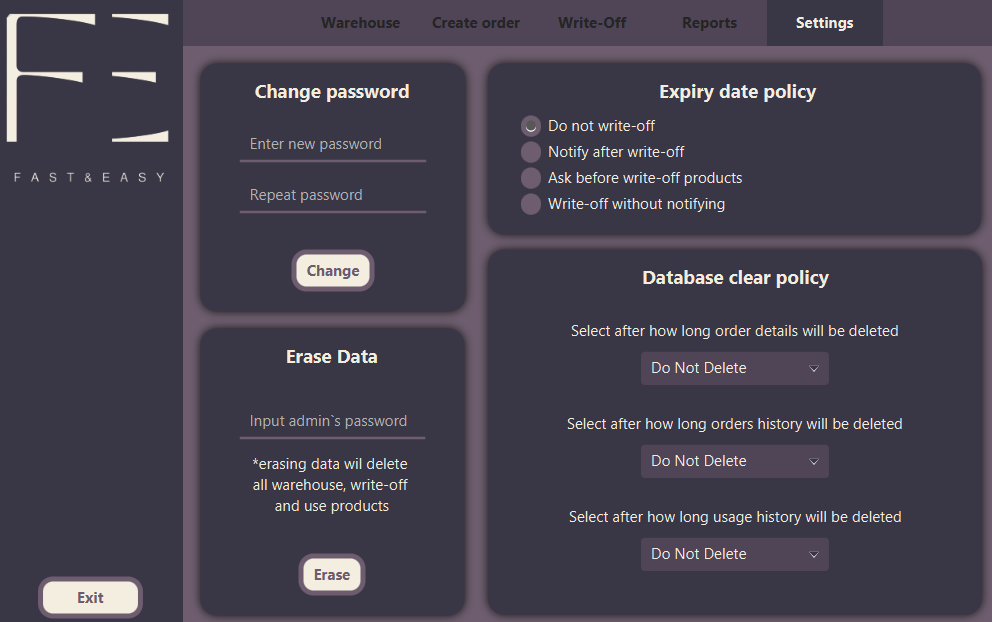 FE
FAST&EASY
Warehouse
Create order
Write-Off
Reports
Settings
Change password
Enter new password
Repeat password
Change
Erase Data
Input admin`s password
*erasing data wil delete
all warehouse, write-off
and use products
Erase
Expiry date policy
Do not write-off
Notify after write-off
Ask before write-off products
Write-off without notifying
Database clear policy
Select after how long order details will be deleted
Do Not Delete
Select after how long orders history will be deleted
Do Not Delete
Select after how long usage history will be deleted
Do Not Delete
Exit